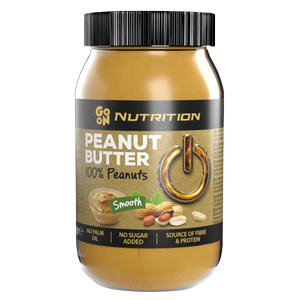 GO ON NUTRITION
PEANUT
BUTTER
100% Peanuts
Smooth
NO PALM OIL
NO SUGAR ADDED
SOURCE OF FIBRE & PROTEIN